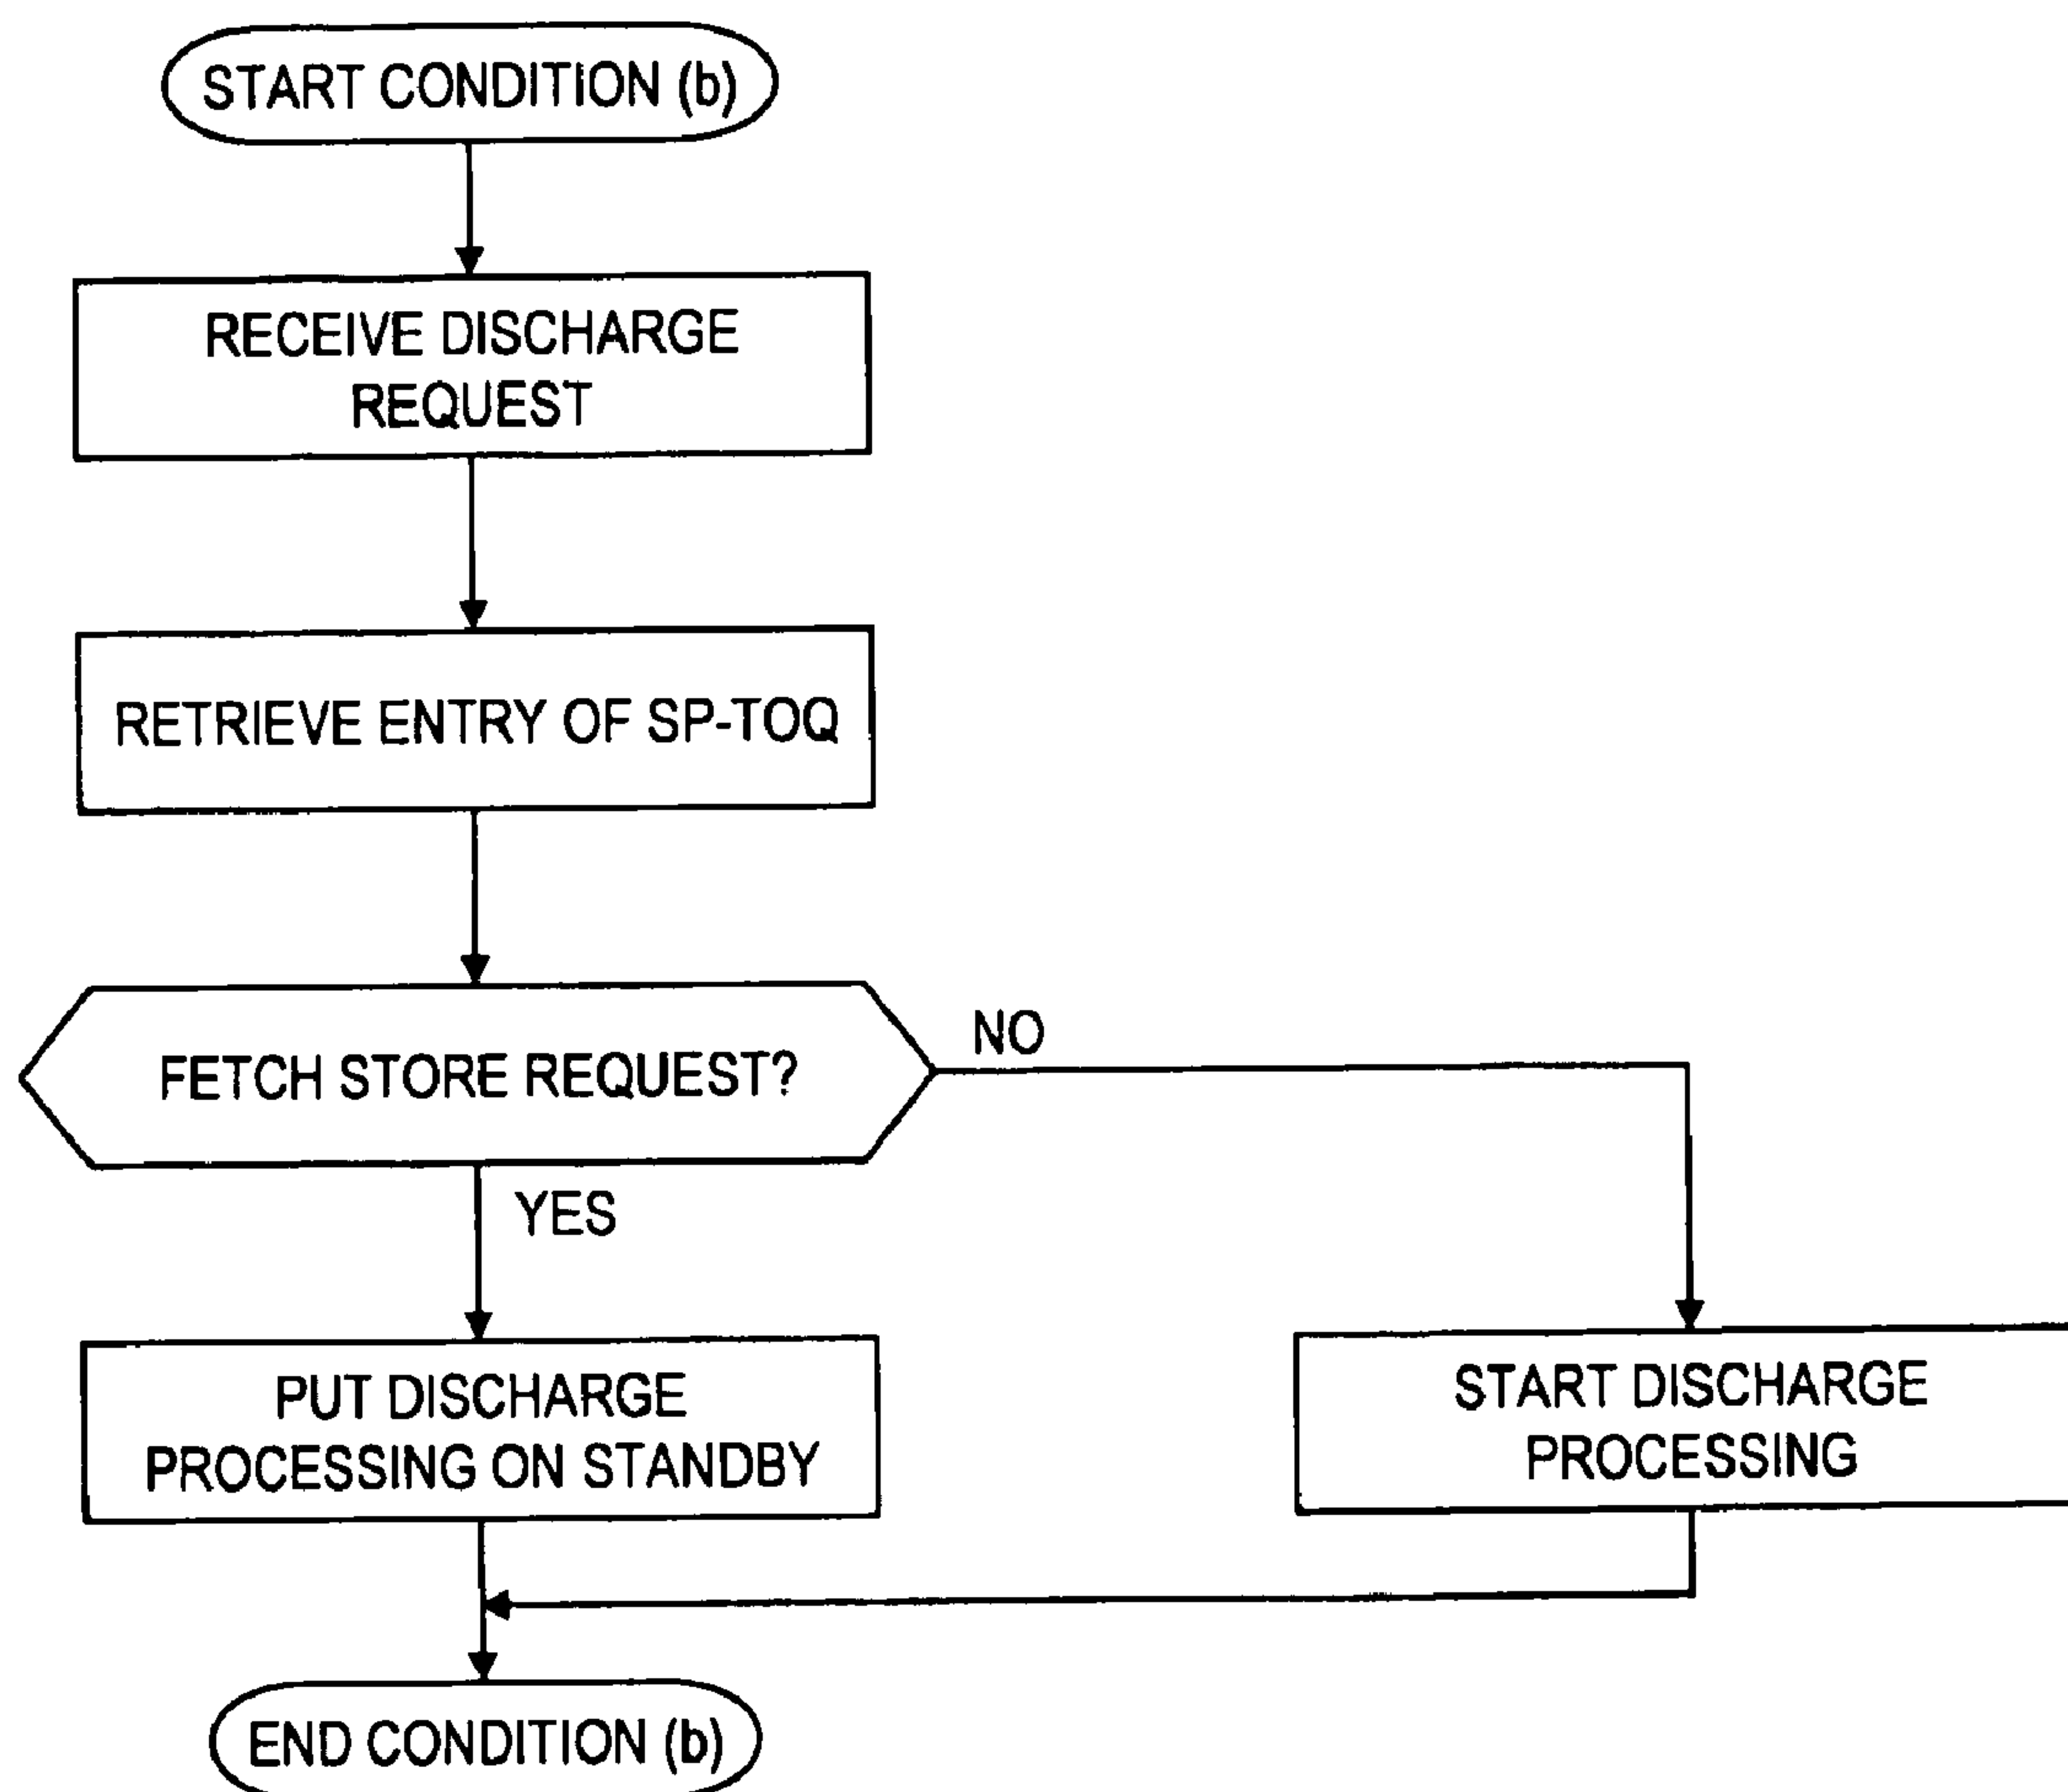 START CONDITION (b)
RECEIVE DISCHARGE
REQUEST
RETRIEVE ENTRY OF SP-TOQ
FETCH STORE REQUEST?
NO
YES
PUT DISCHARGE
PROCESSING ON STANDBY
START DISCHARGE
PROCESSING
END CONDITION (b)